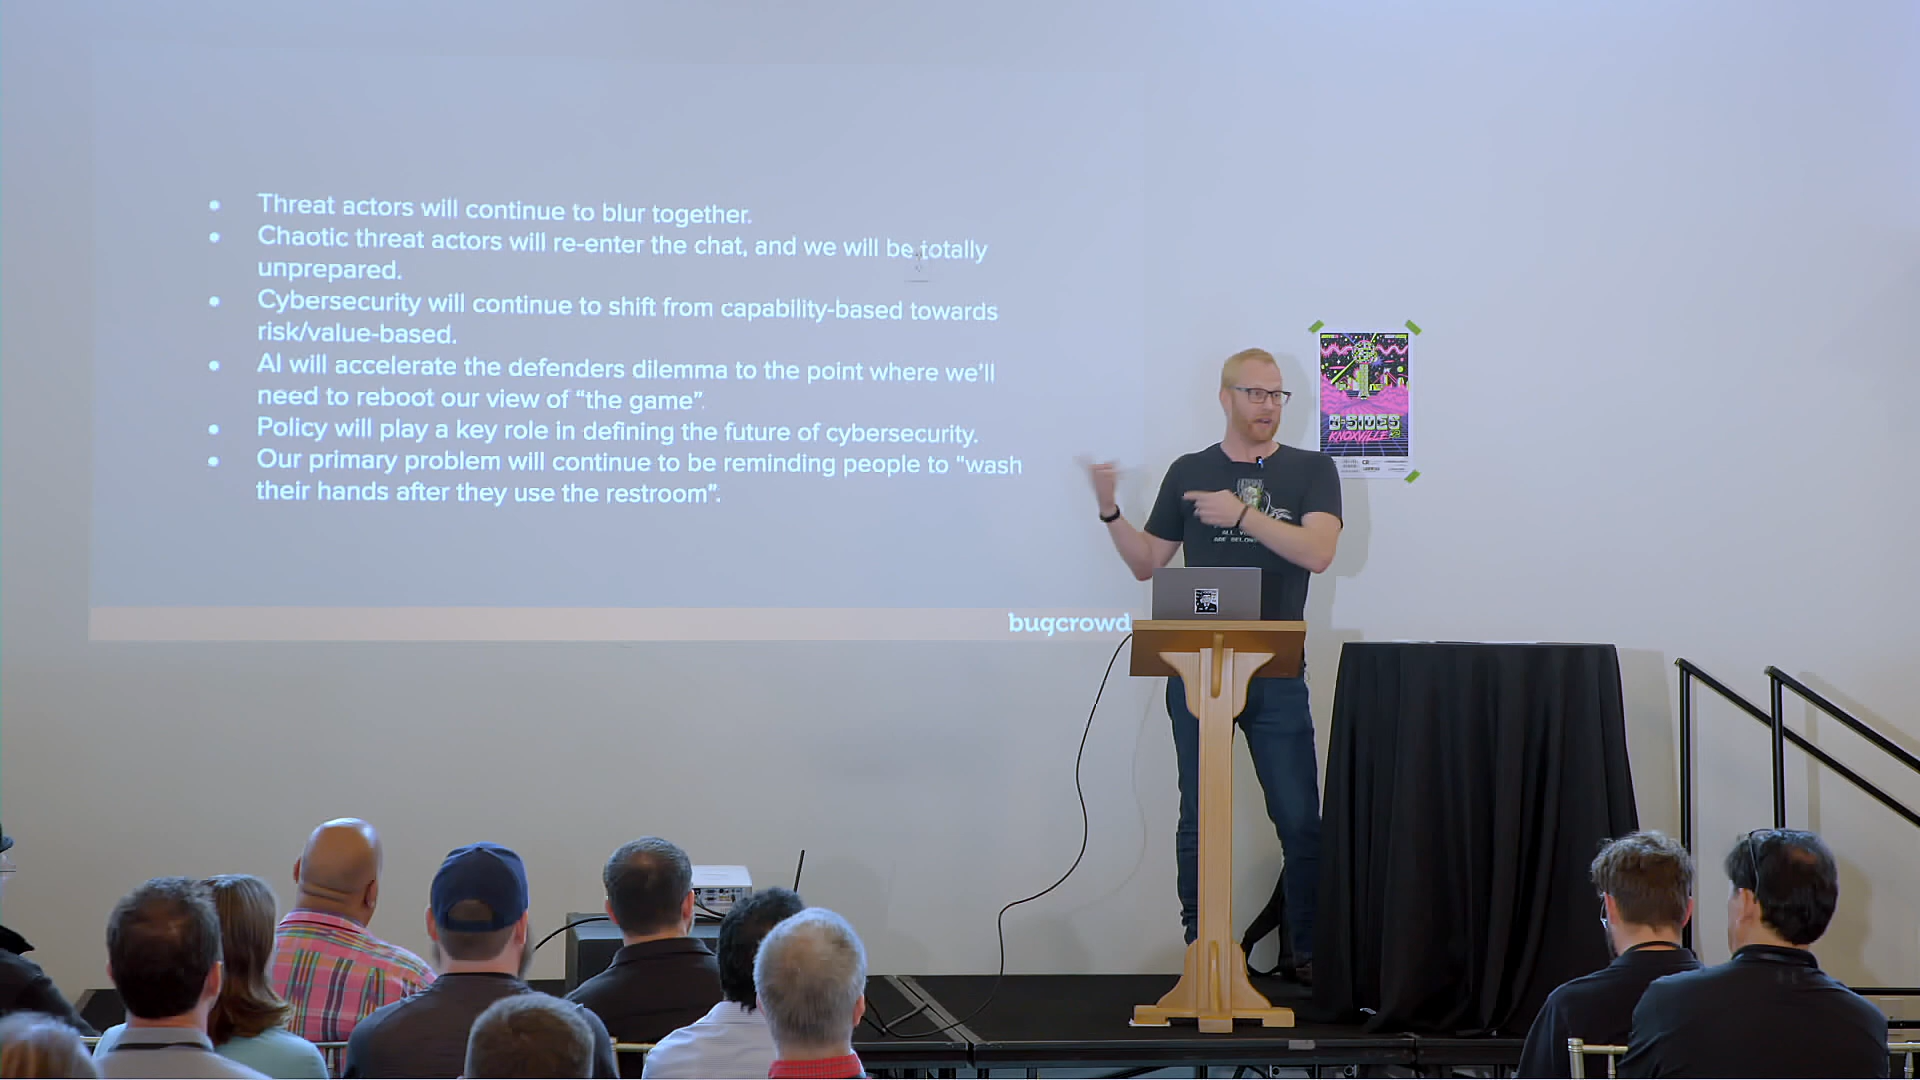 Threat actors will continue to blur together.
Chaotic threat actors will re-enter the chat, and we will be totally
unprepared.
Cybersecurity will continue to shift from capability-based towards
risk/value-based.
AI will accelerate the defenders dilemma to the point where we'll
need to reboot our view of “the game”.
Policy will play a key role in defining the future of cybersecurity.
Our primary problem will continue to be reminding people to "wash
their hands after they use the restroom”.
bugcrowd
B-SIDES
KNOXVILLE
ALL
ARE BELON